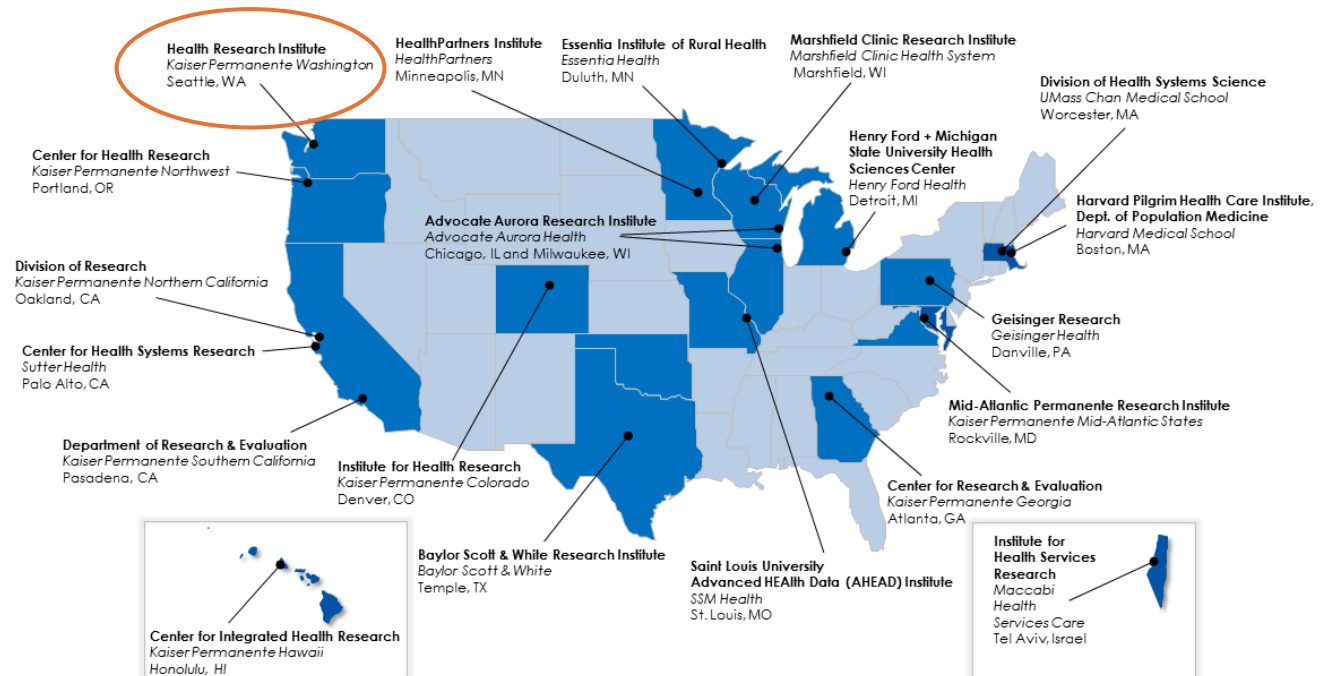 Health Research Institute
Kaiser Permanente Washington
Seattle, WA
HealthPartners Institute
HealthPartners
Minneapolis, MN
Essentia Institute of Rural Health
Essentia Health
Duluth, MN
Marshfield Clinic Research Institute
Marshfield Clinic Health System
Marshfield, WI
Division of Health Systems Science
UMass Chan Medical School
Worcester, MA
Center for Health Research
Kaiser Permanente Northwest
Portland, OR
Henry Ford + Michigan
State University Health
Sciences Center
Henry Ford Health
Detroit, MI
Harvard Pilgrim Health Care Institute,
Dept. of Population Medicine
Harvard Medical School
Boston, MA
Advocate Aurora Research Institute
Advocate Aurora Health
Chicago, IL and Milwaukee, WI
Division of Research
Kaiser Permanente Northern California
Oakland, CA
Geisinger Research
Geisinger Health
Danville, PA
Center for Health Systems Research
Sutter Health
Palo Alto, CA
Mid-Atlantic Permanente Research Institute
Kaiser Permanente Mid-Atlantic States
Rockville, MD
Department of Research & Evaluation
Kaiser Permanente Southern California
Pasadena, CA
Institute for Health Research
Kaiser Permanente Colorado
Denver, CO
Center for Research & Evaluation
Kaiser Permanente Georgia
Atlanta, GA
Baylor Scott & White Research Institute
Baylor Scott & White
Temple, TX
Saint Louis University
Advanced HEAlth Data (AHEAD) Institute
SSM Health
St. Louis, MO
Institute for
Health Services
Research
Maccabi
Health
Services Care
Tel Aviv, Israel
Center for Integrated Health Research
Kaiser Permanente Hawaii
Honolulu, HI